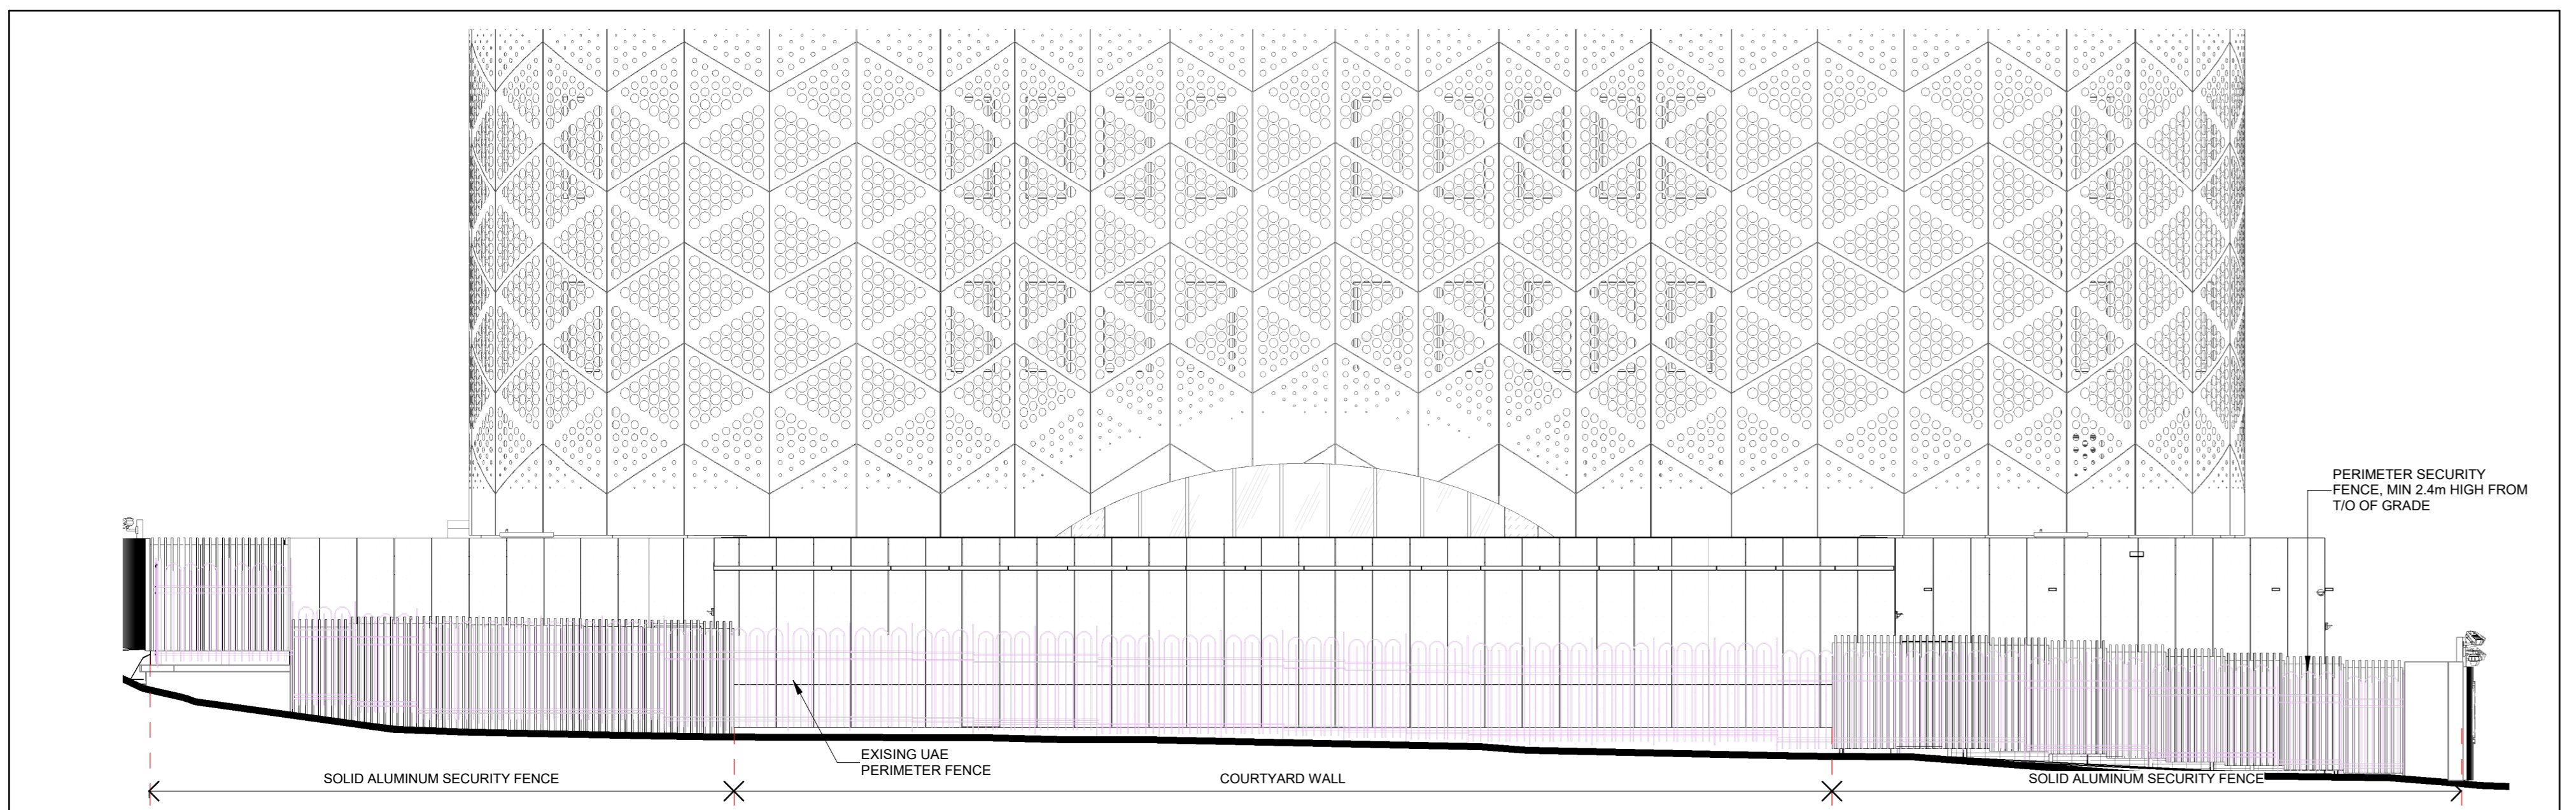 PERIMETER SECURITY
FENCE, MIN 2.4m HIGH FROM
T/O OF GRADE
EXISING UAE
PERIMETER FENCE
SOLID ALUMINUM SECURITY FENCE
COURTYARD WALL
SOLID ALUMINUM SECURITY FENCE